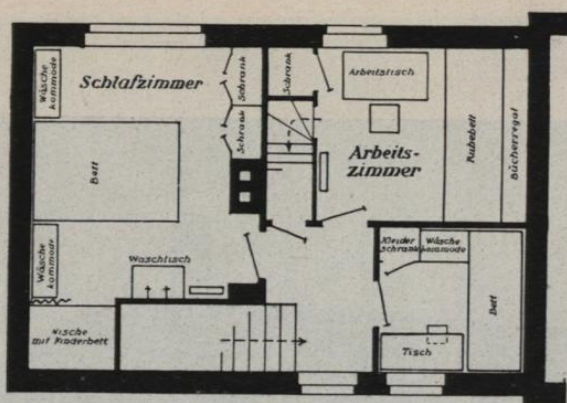 Schlafzimmer
Wäsche
kommode
Schrank
Schrank
Bett
Wäsche
kommode
Waschtisch
Nische
mit Kinderbett
Schrank
Arbeitstisch
Arbeits-
zimmer
Ruhebett
Bücherregal
Kleider
schrank
Wäsche
kommode
Bett
Tisch